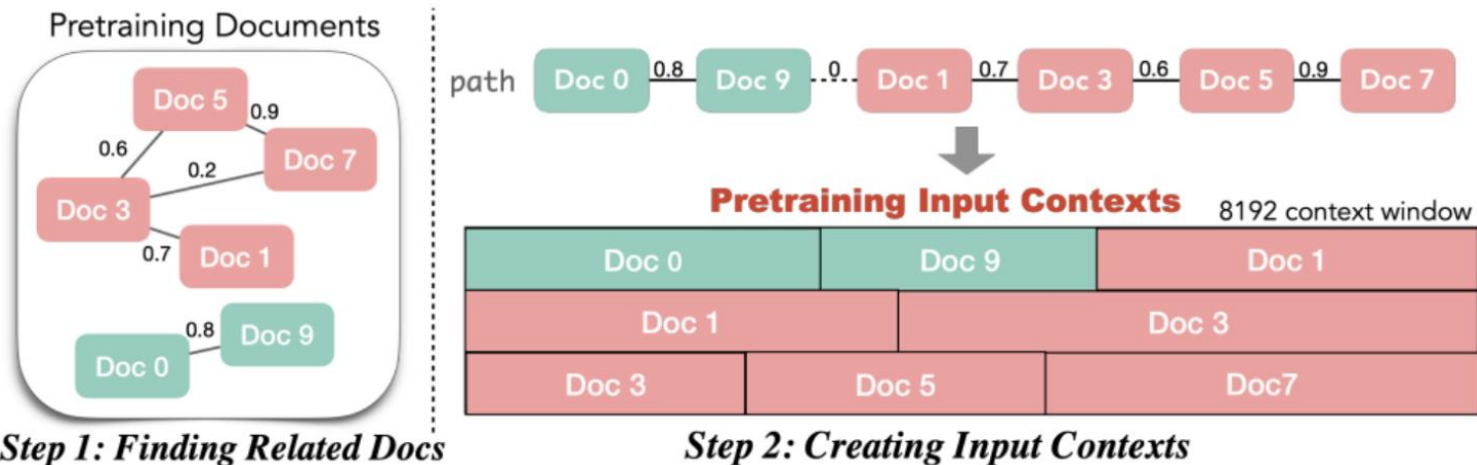 Pretraining Documents
Doc 5
0.9
0.6
Doc 7
0.2
Doc 3
0.7
Doc 1
0.8
Doc 9
Doc 0
Step 1: Finding Related Docs
path Doc 0 0.8 Doc 9 0 Doc 1 0.7 Doc 3 0.6 Doc 5 0.9 Doc 7
Pretraining Input Contexts
8192 context window
Doc 0 Doc 9 Doc 1
Doc 1 Doc 3
Doc 3 Doc 5 Doc7
Step 2: Creating Input Contexts